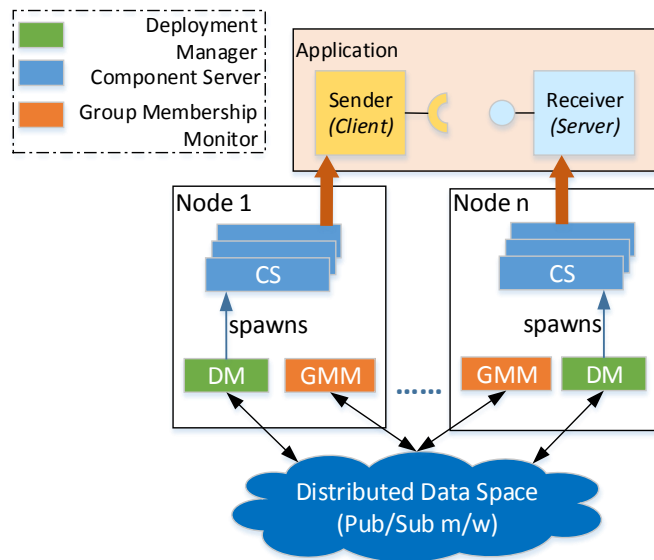 Deployment
Manager
Component Server
Group Membership
Monitor
Application
Sender
(Client)
Receiver
(Server)
Node 1
CS
spawns
DM
GMM
......
Node n
CS
spawns
GMM
DM
Distributed Data Space
(Pub/Sub m/w)